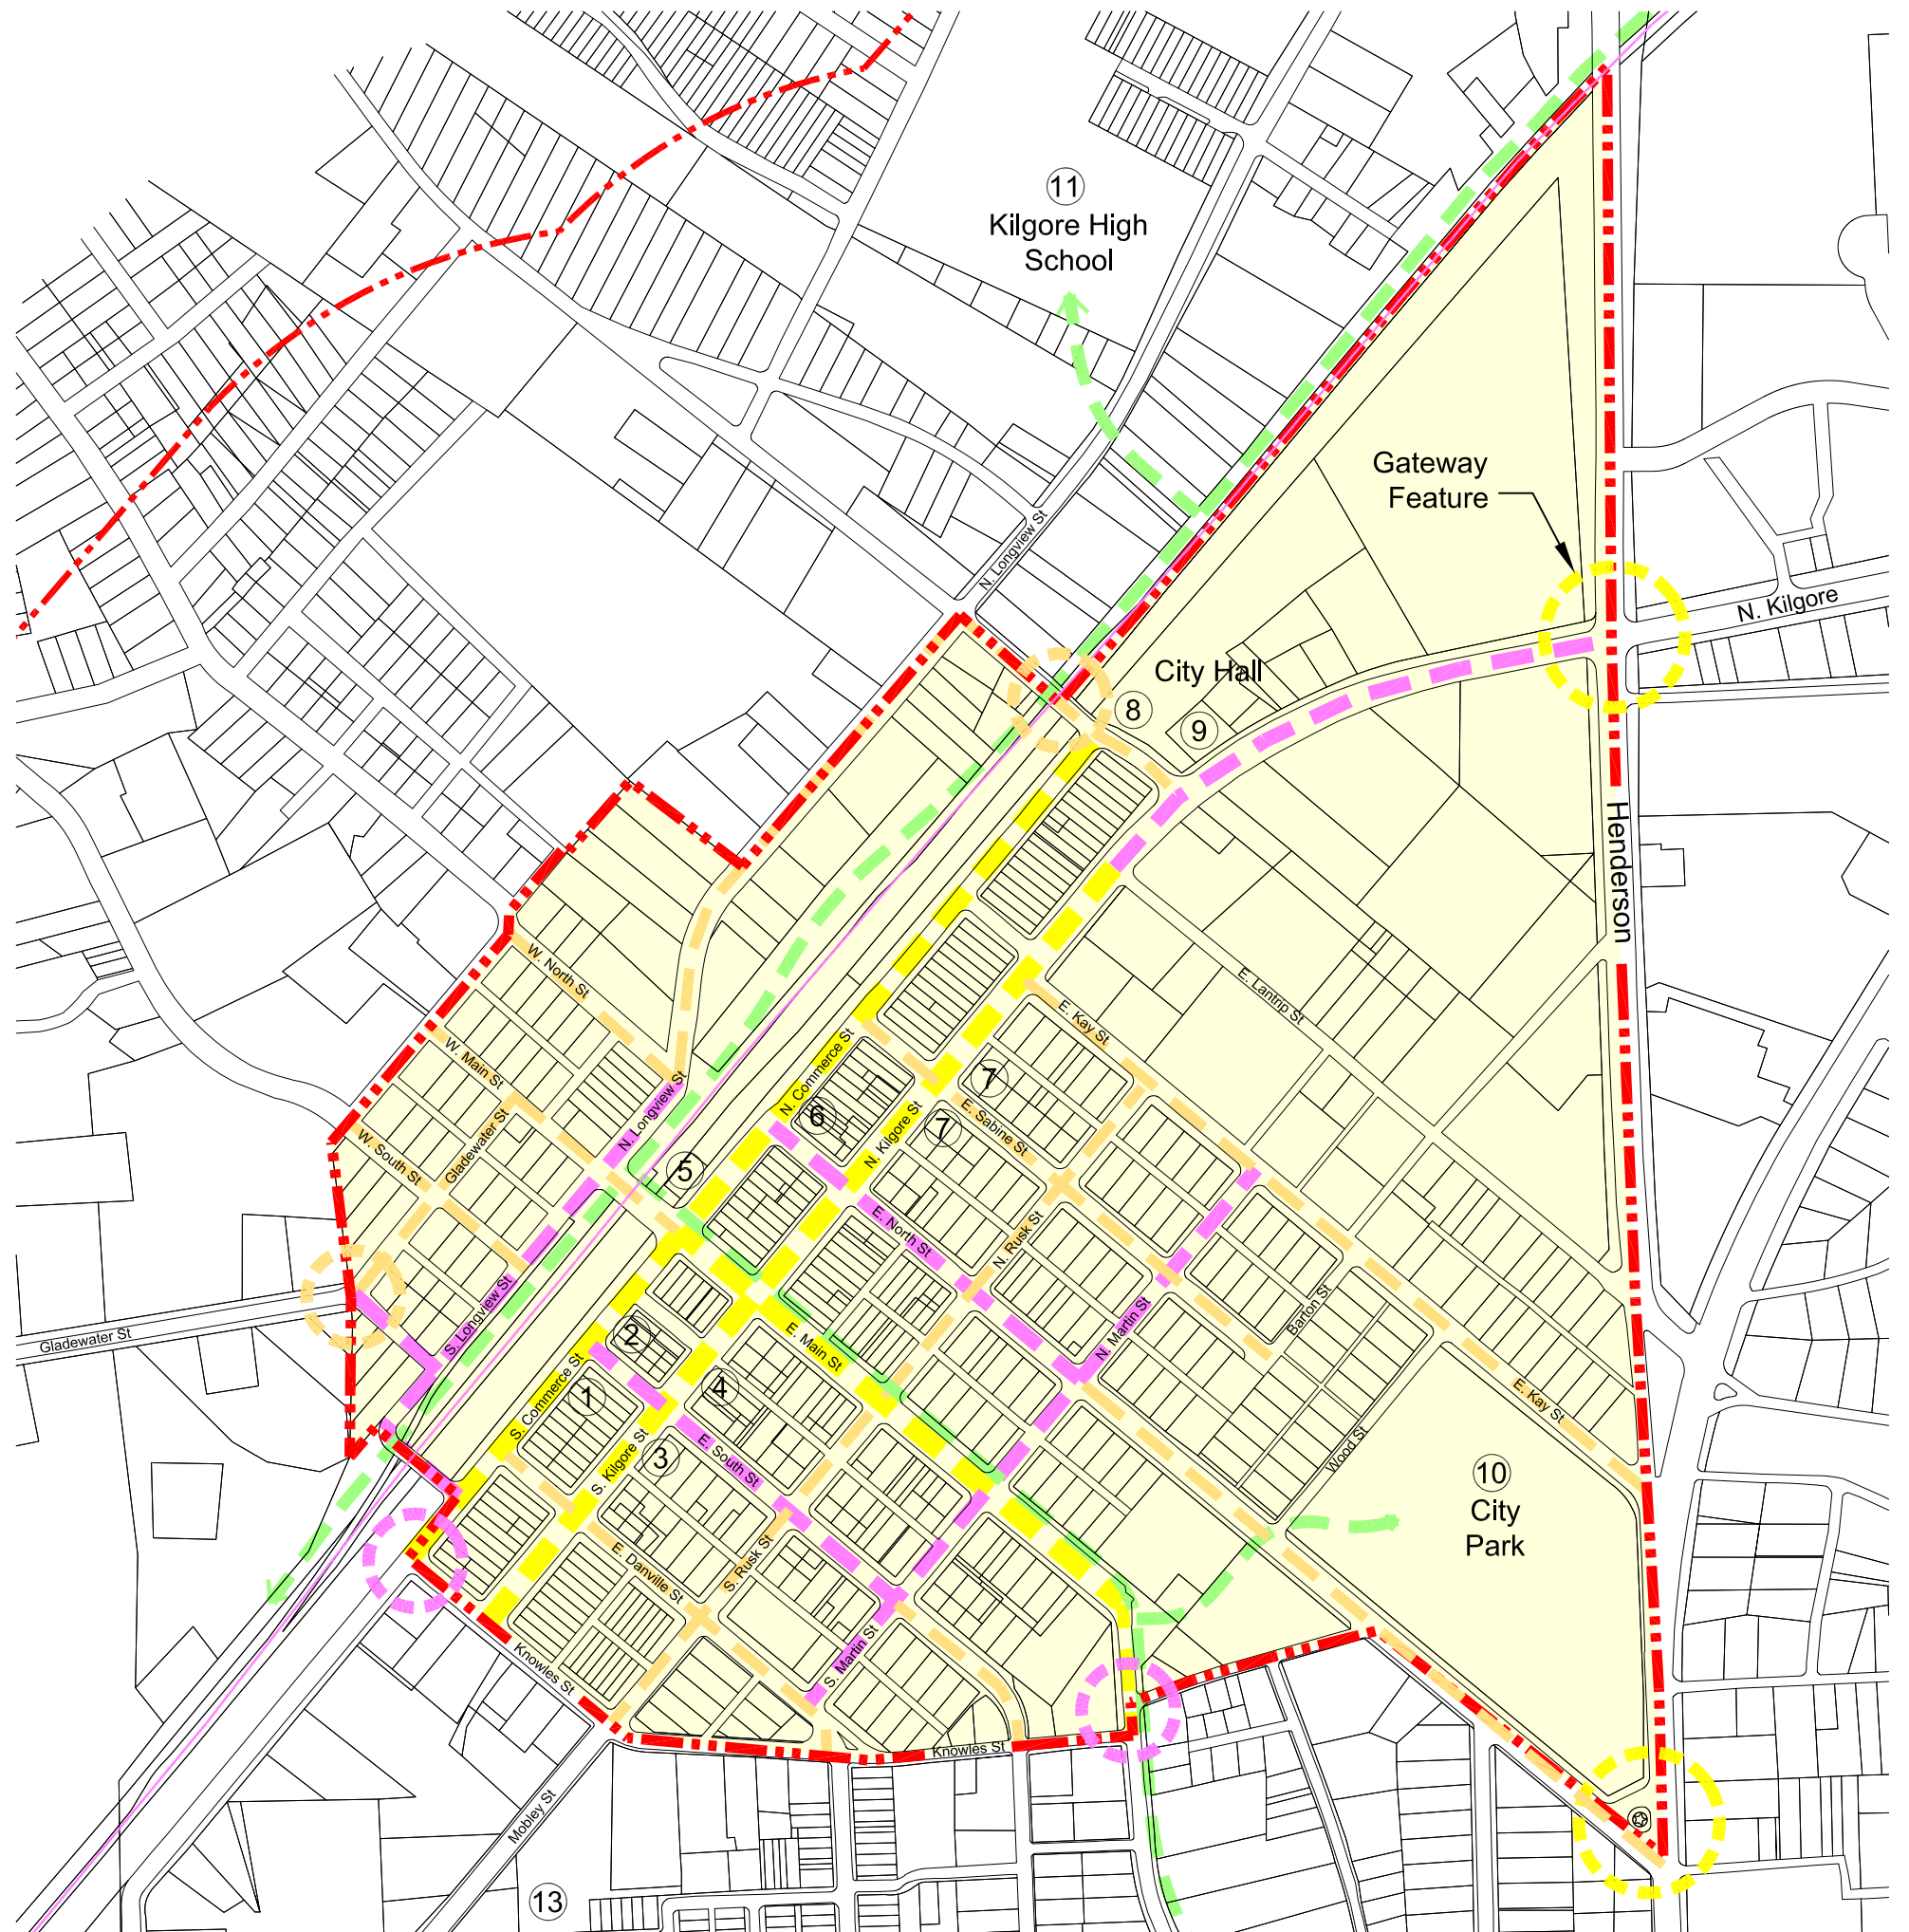 11
Kilgore High
School
Gateway
Feature
N. Longview St
N. Kilgore
City Hall
8
9
Henderson
W. North St
E. Lantrip St
E. Kay St
W. Main St
N. Commerce St
7
6
N. Longview St
N. Kilgore St
E. Sabine St
7
Gladewater St
W. South St
5
E. North St
N. Rusk St
Gladewater St
S. Longview St
Barton St
N. Martin St
2
E. Main St
S. Commerce St
1
4
E. Kay St
S. Kilgore St
3
E. South St
Wood St
10
City
Park
E. Danville St
S. Rusk St
Knowles St
S. Martin St
Knowles St
Mobley St
13